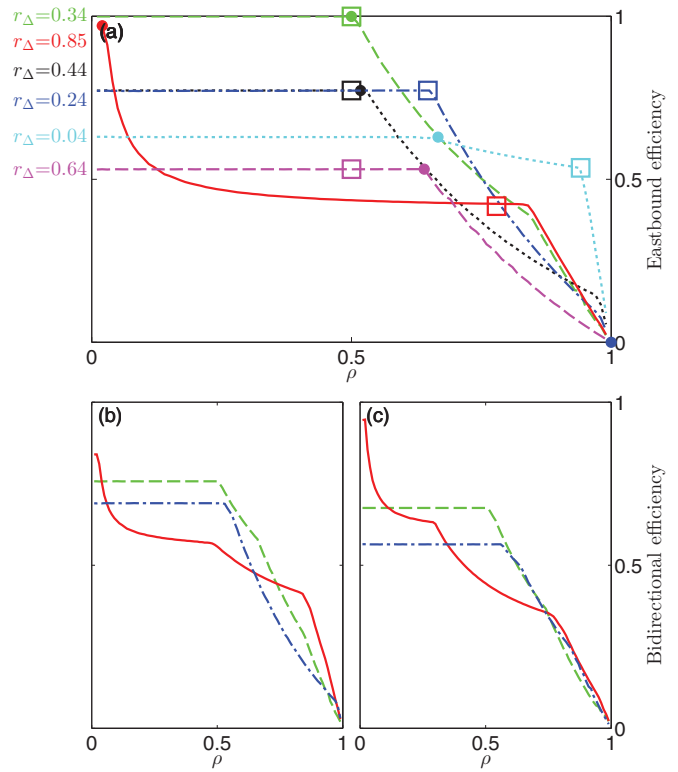 r_Δ=0.34
(a)
1
r_Δ=0.85
r_Δ=0.44
r_Δ=0.24
r_Δ=0.04
r_Δ=0.64
0.5
0
Eastbound efficiency
0
0.5
1
ρ
(b)
(c)
1
0.5
0
Bidirectional efficiency
0
0.5
1
0
0.5
1
ρ
ρ